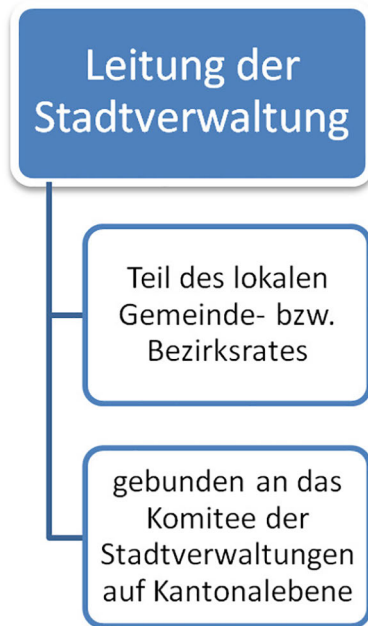 Leitung der
Stadtverwaltung
Teil des lokalen
Gemeinde- bzw.
Bezirksrates
gebunden an das
Komitee der
Stadtverwaltungen
auf Kantonalebene